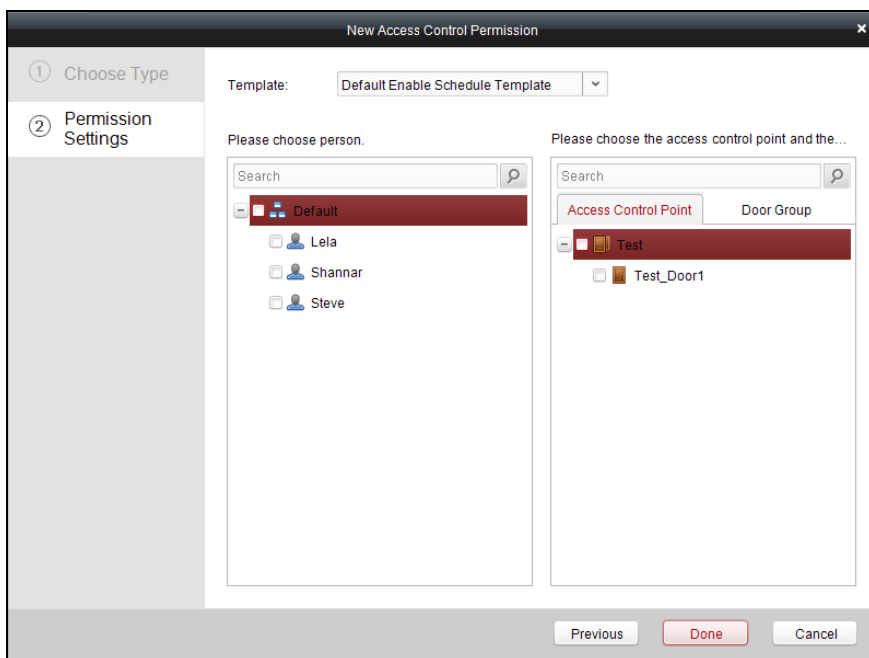 New Access Control Permission
×
1 Choose Type
2 Permission
Settings
Template: Default Enable Schedule Template
Please choose person.
Search
Default
Lela
Shannar
Steve
Please choose the access control point and the...
Search
Access Control Point Door Group
Test
Test_Door1
Previous Done Cancel